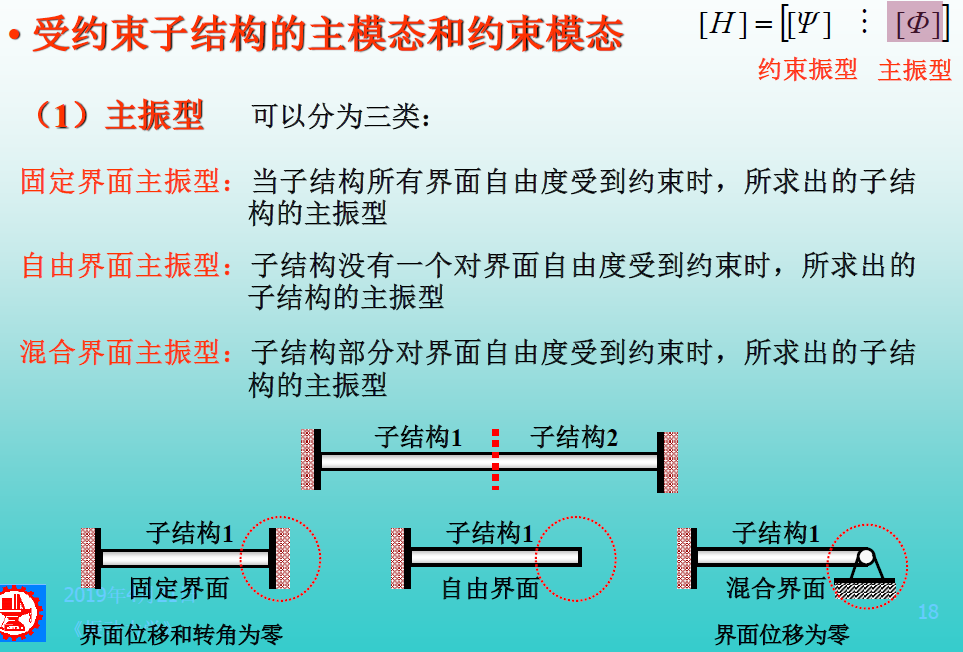 • 受约束子结构的主模态和约束模态
[H] = [[Ψ] ⋮ [Φ]]
约束振型 主振型
（1）主振型 可以分为三类：
固定界面主振型：当子结构所有界面自由度受到约束时，所求出的子结
构的主振型
自由界面主振型：子结构没有一个对界面自由度受到约束时，所求出的
子结构的主振型
混合界面主振型：子结构部分对界面自由度受到约束时，所求出的子结
构的主振型
子结构1 子结构2
子结构1 子结构1 子结构1
固定界面 自由界面 混合界面
2019年
18
界面位移和转角为零 界面位移为零